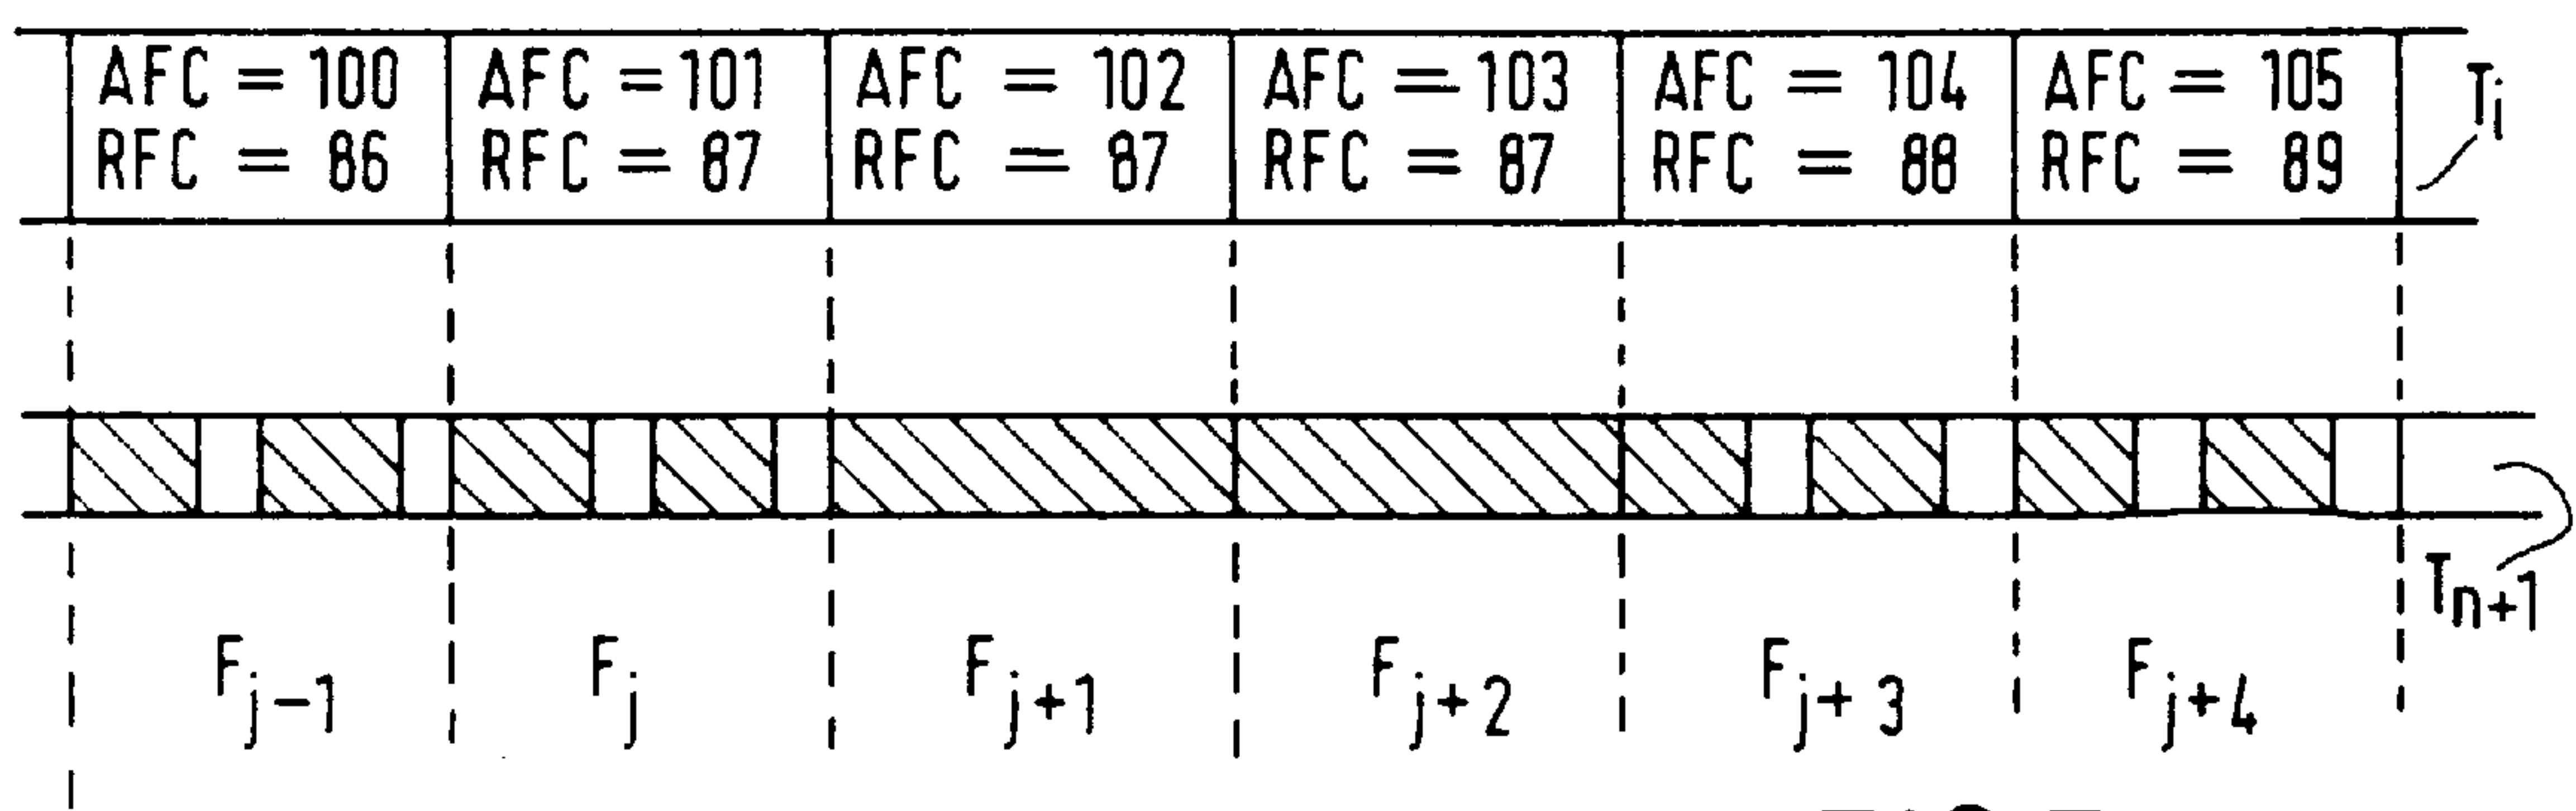 AFC = 100 AFC = 101 AFC = 102 AFC = 103 AFC = 104 AFC = 105
RFC = 86 RFC = 87 RFC = 87 RFC = 87 RFC = 88 RFC = 89
Ti
Tn+1
Fj-1 Fj Fj+1 Fj+2 Fj+3 Fj+4